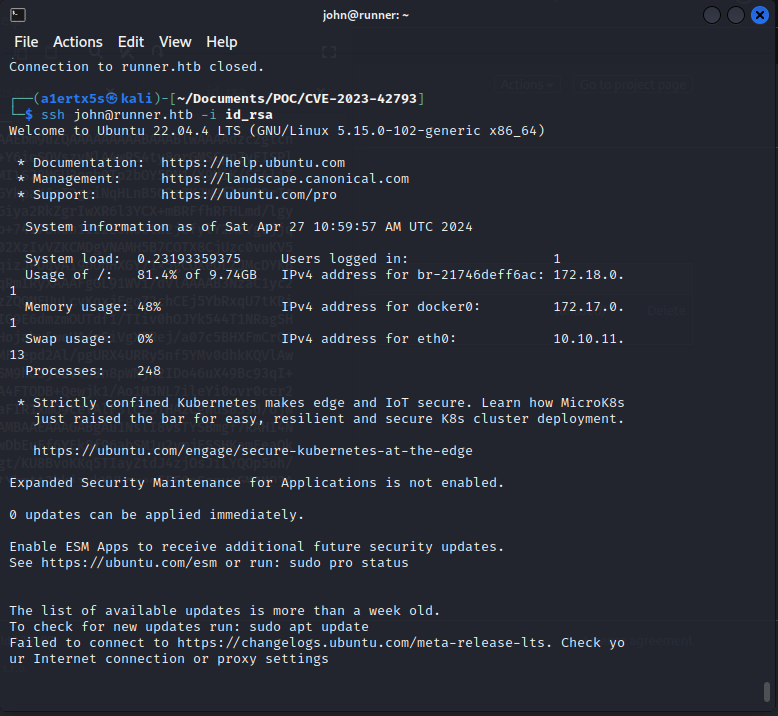 john@runner: ~
File Actions Edit View Help
Connection to runner.htb closed.
┌──(a1ertx5s㉿kali)-[~/Documents/POC/CVE-2023-42793]
└─$ ssh john@runner.htb -i id_rsa
Welcome to Ubuntu 22.04.4 LTS (GNU/Linux 5.15.0-102-generic x86_64)
* Documentation: https://help.ubuntu.com
* Management: https://landscape.canonical.com
* Support: https://ubuntu.com/pro
System information as of Sat Apr 27 10:59:57 AM UTC 2024
System load: 0.23193359375 Users logged in: 1
Usage of /: 81.4% of 9.74GB IPv4 address for br-21746deff6ac: 172.18.0.
1
Memory usage: 48% IPv4 address for docker0: 172.17.0.
1
Swap usage: 0% IPv4 address for eth0: 10.10.11.
13
Processes: 248
* Strictly confined Kubernetes makes edge and IoT secure. Learn how MicroK8s
just raised the bar for easy, resilient and secure K8s cluster deployment.
https://ubuntu.com/engage/secure-kubernetes-at-the-edge
Expanded Security Maintenance for Applications is not enabled.
0 updates can be applied immediately.
Enable ESM Apps to receive additional future security updates.
See https://ubuntu.com/esm or run: sudo pro status
The list of available updates is more than a week old.
To check for new updates run: sudo apt update
Failed to connect to https://changelogs.ubuntu.com/meta-release-lts. Check yo
ur Internet connection or proxy settings